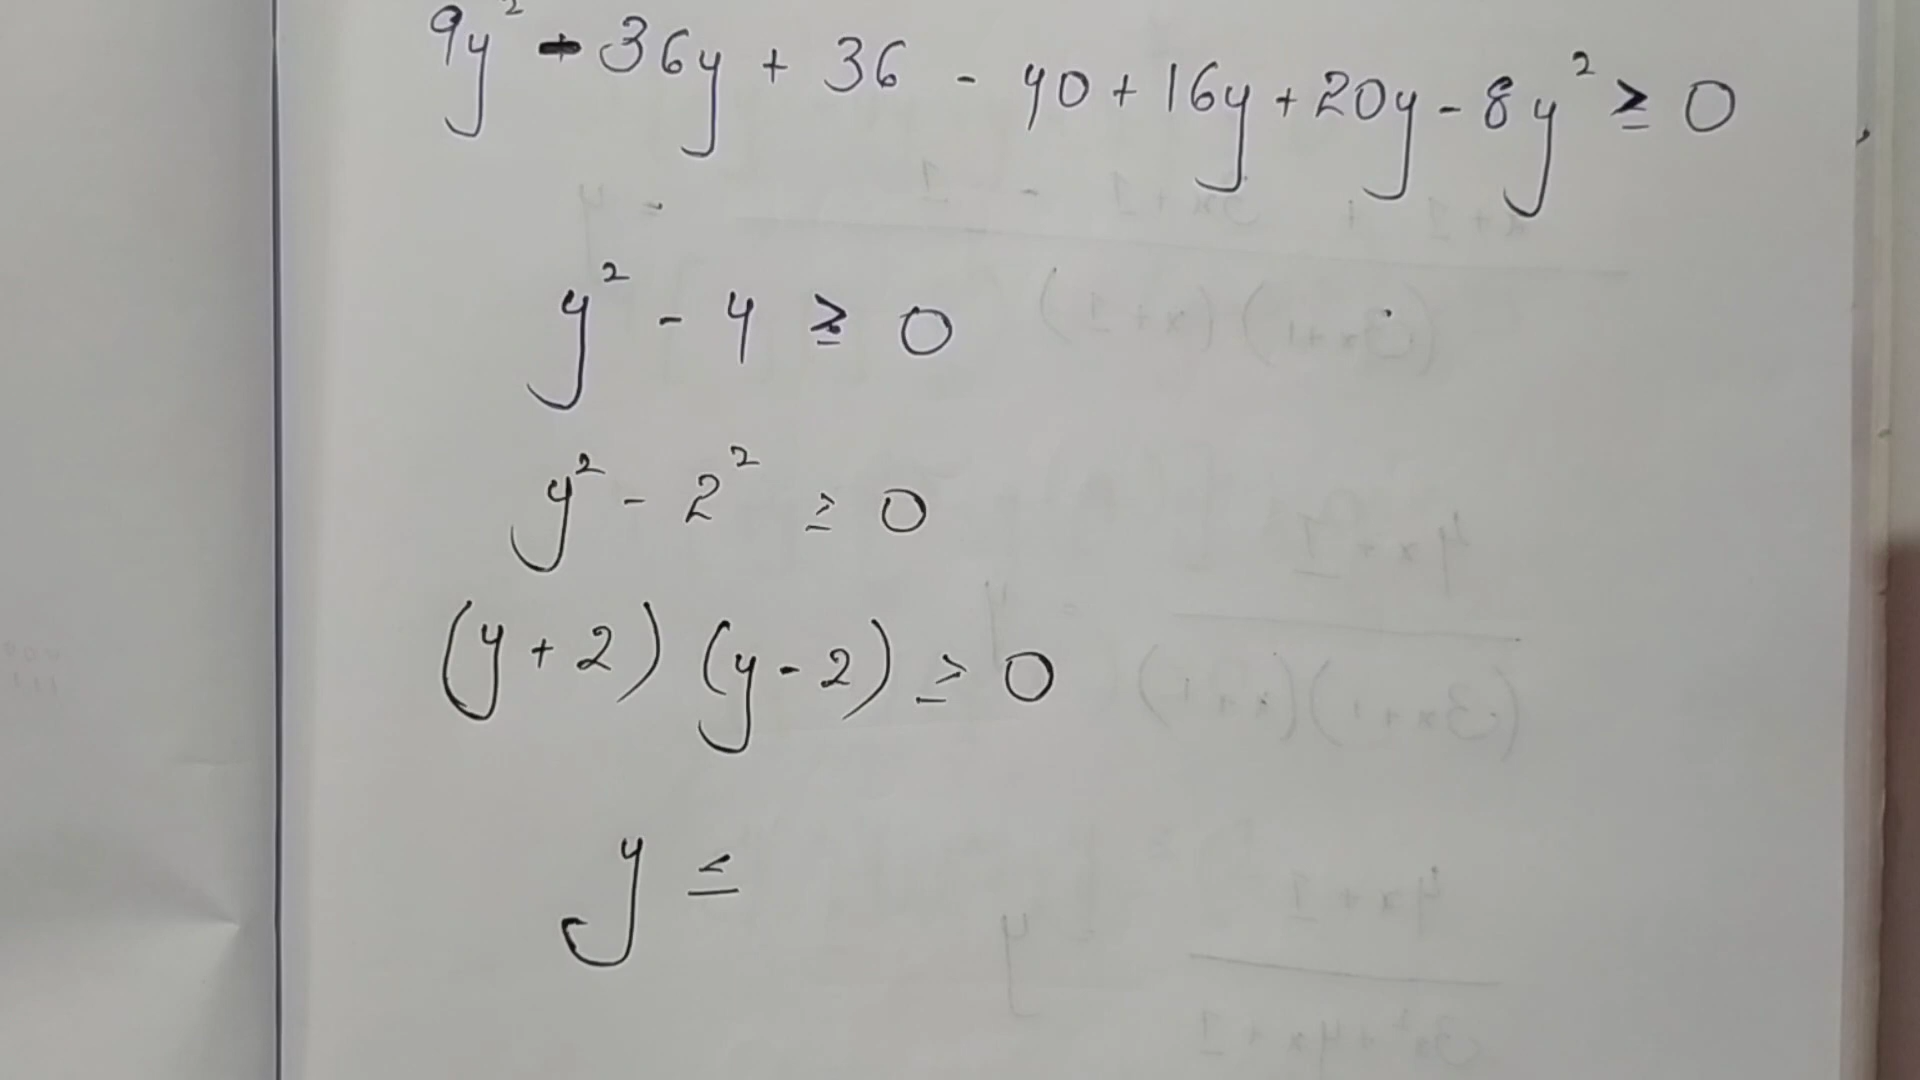 9y² - 36y + 36 - 40 + 16y + 20y - 8y² ≥ 0
y² - 4 ≥ 0
y² - 2² ≥ 0
(y + 2) (y - 2) ≥ 0
y ≤